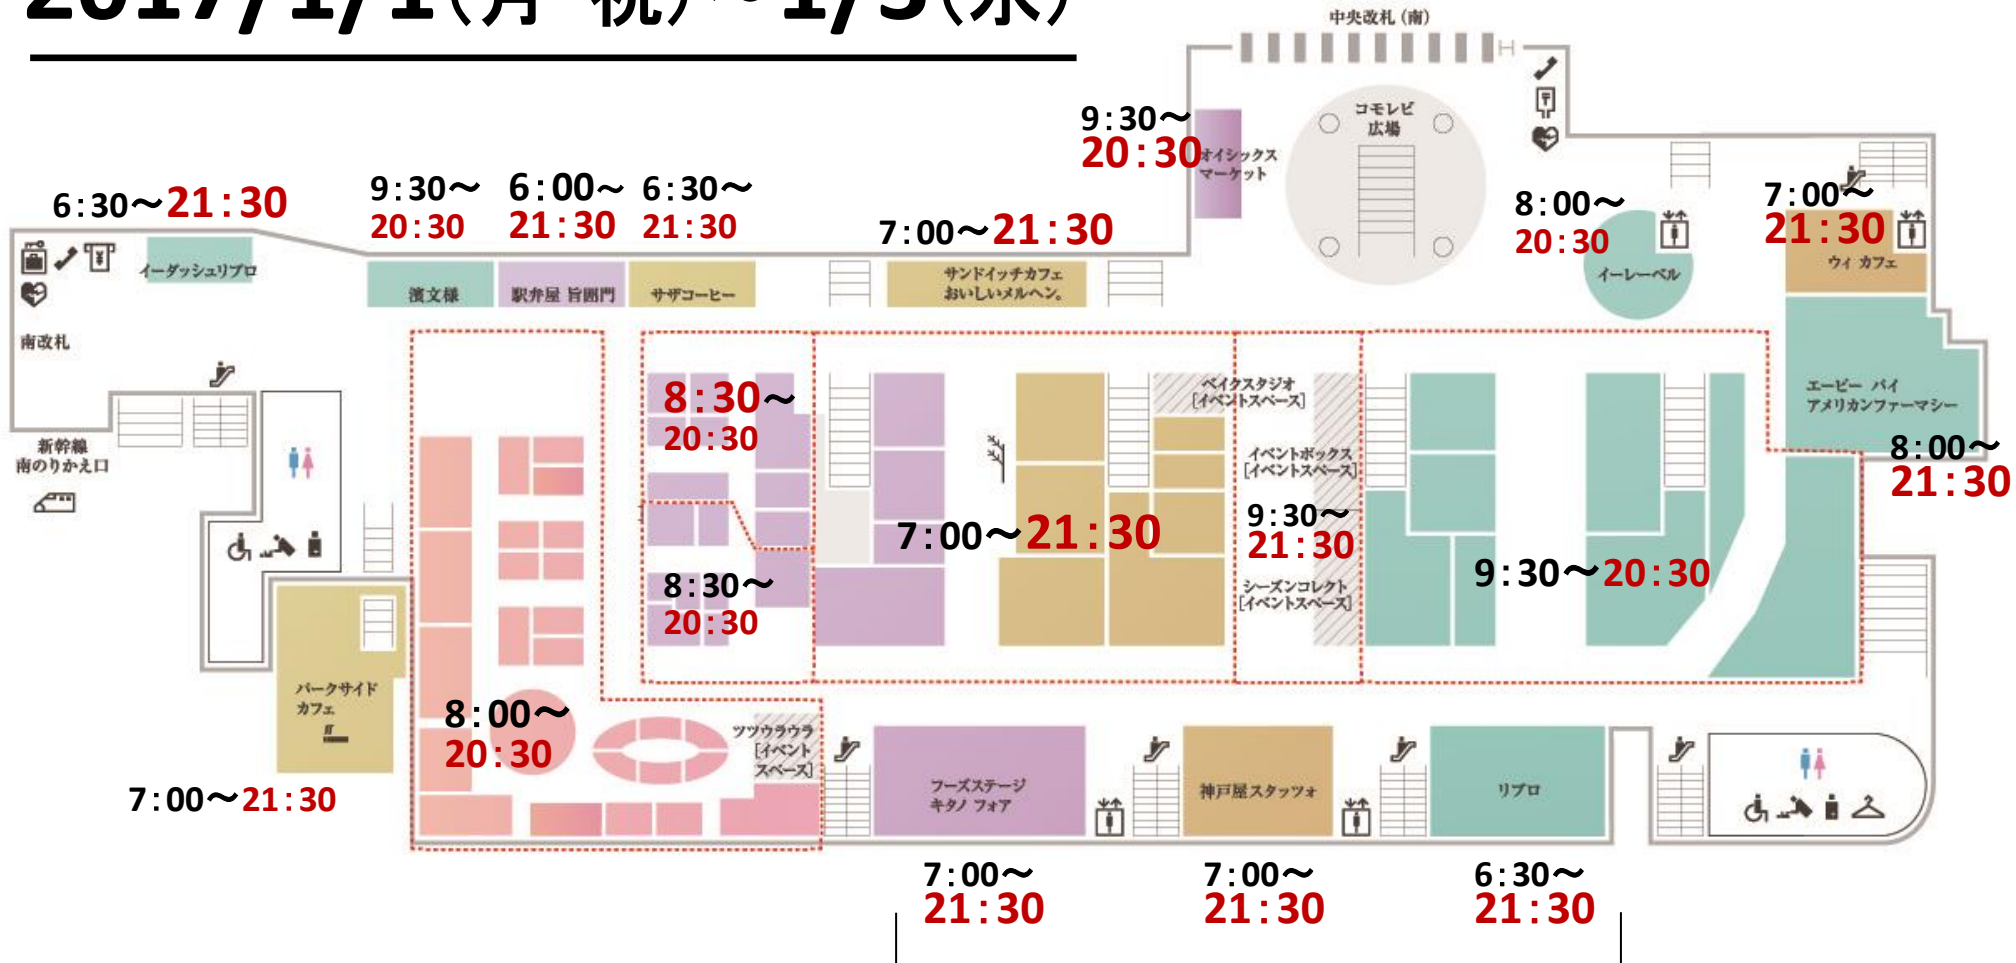 2017/1/1(月・祝)～1/3(水)
中央改札(南)
コモレビ
広場
9:30～
20:30
オイシックス
マーケット
6:30～21:30
9:30～
20:30
6:00～
21:30
6:30～
21:30
7:00～21:30
8:00～
20:30
7:00～
21:30
イーダッシュリブロ
濱文様
駅弁屋 旨囲門
サザコーヒー
サンドイッチカフェ
おいしいメルヘン。
イーレーベル
ウィ カフェ
南改札
新幹線
南のりかえ口
8:30～
20:30
ベイクスタジオ
[イベントスペース]
エービー バイ
アメリカンファーマシー
8:00～
21:30
イベントボックス
[イベントスペース]
7:00～21:30
9:30～
21:30
9:30～20:30
8:30～
20:30
シーズンコレクト
[イベントスペース]
パークサイド
カフェ
7:00～21:30
8:00～
20:30
ツツウラウラ
[イベント
スペース]
フーズステージ
キタノ フォア
神戸屋スタッツォ
リブロ
7:00～
21:30
7:00～
21:30
6:30～
21:30